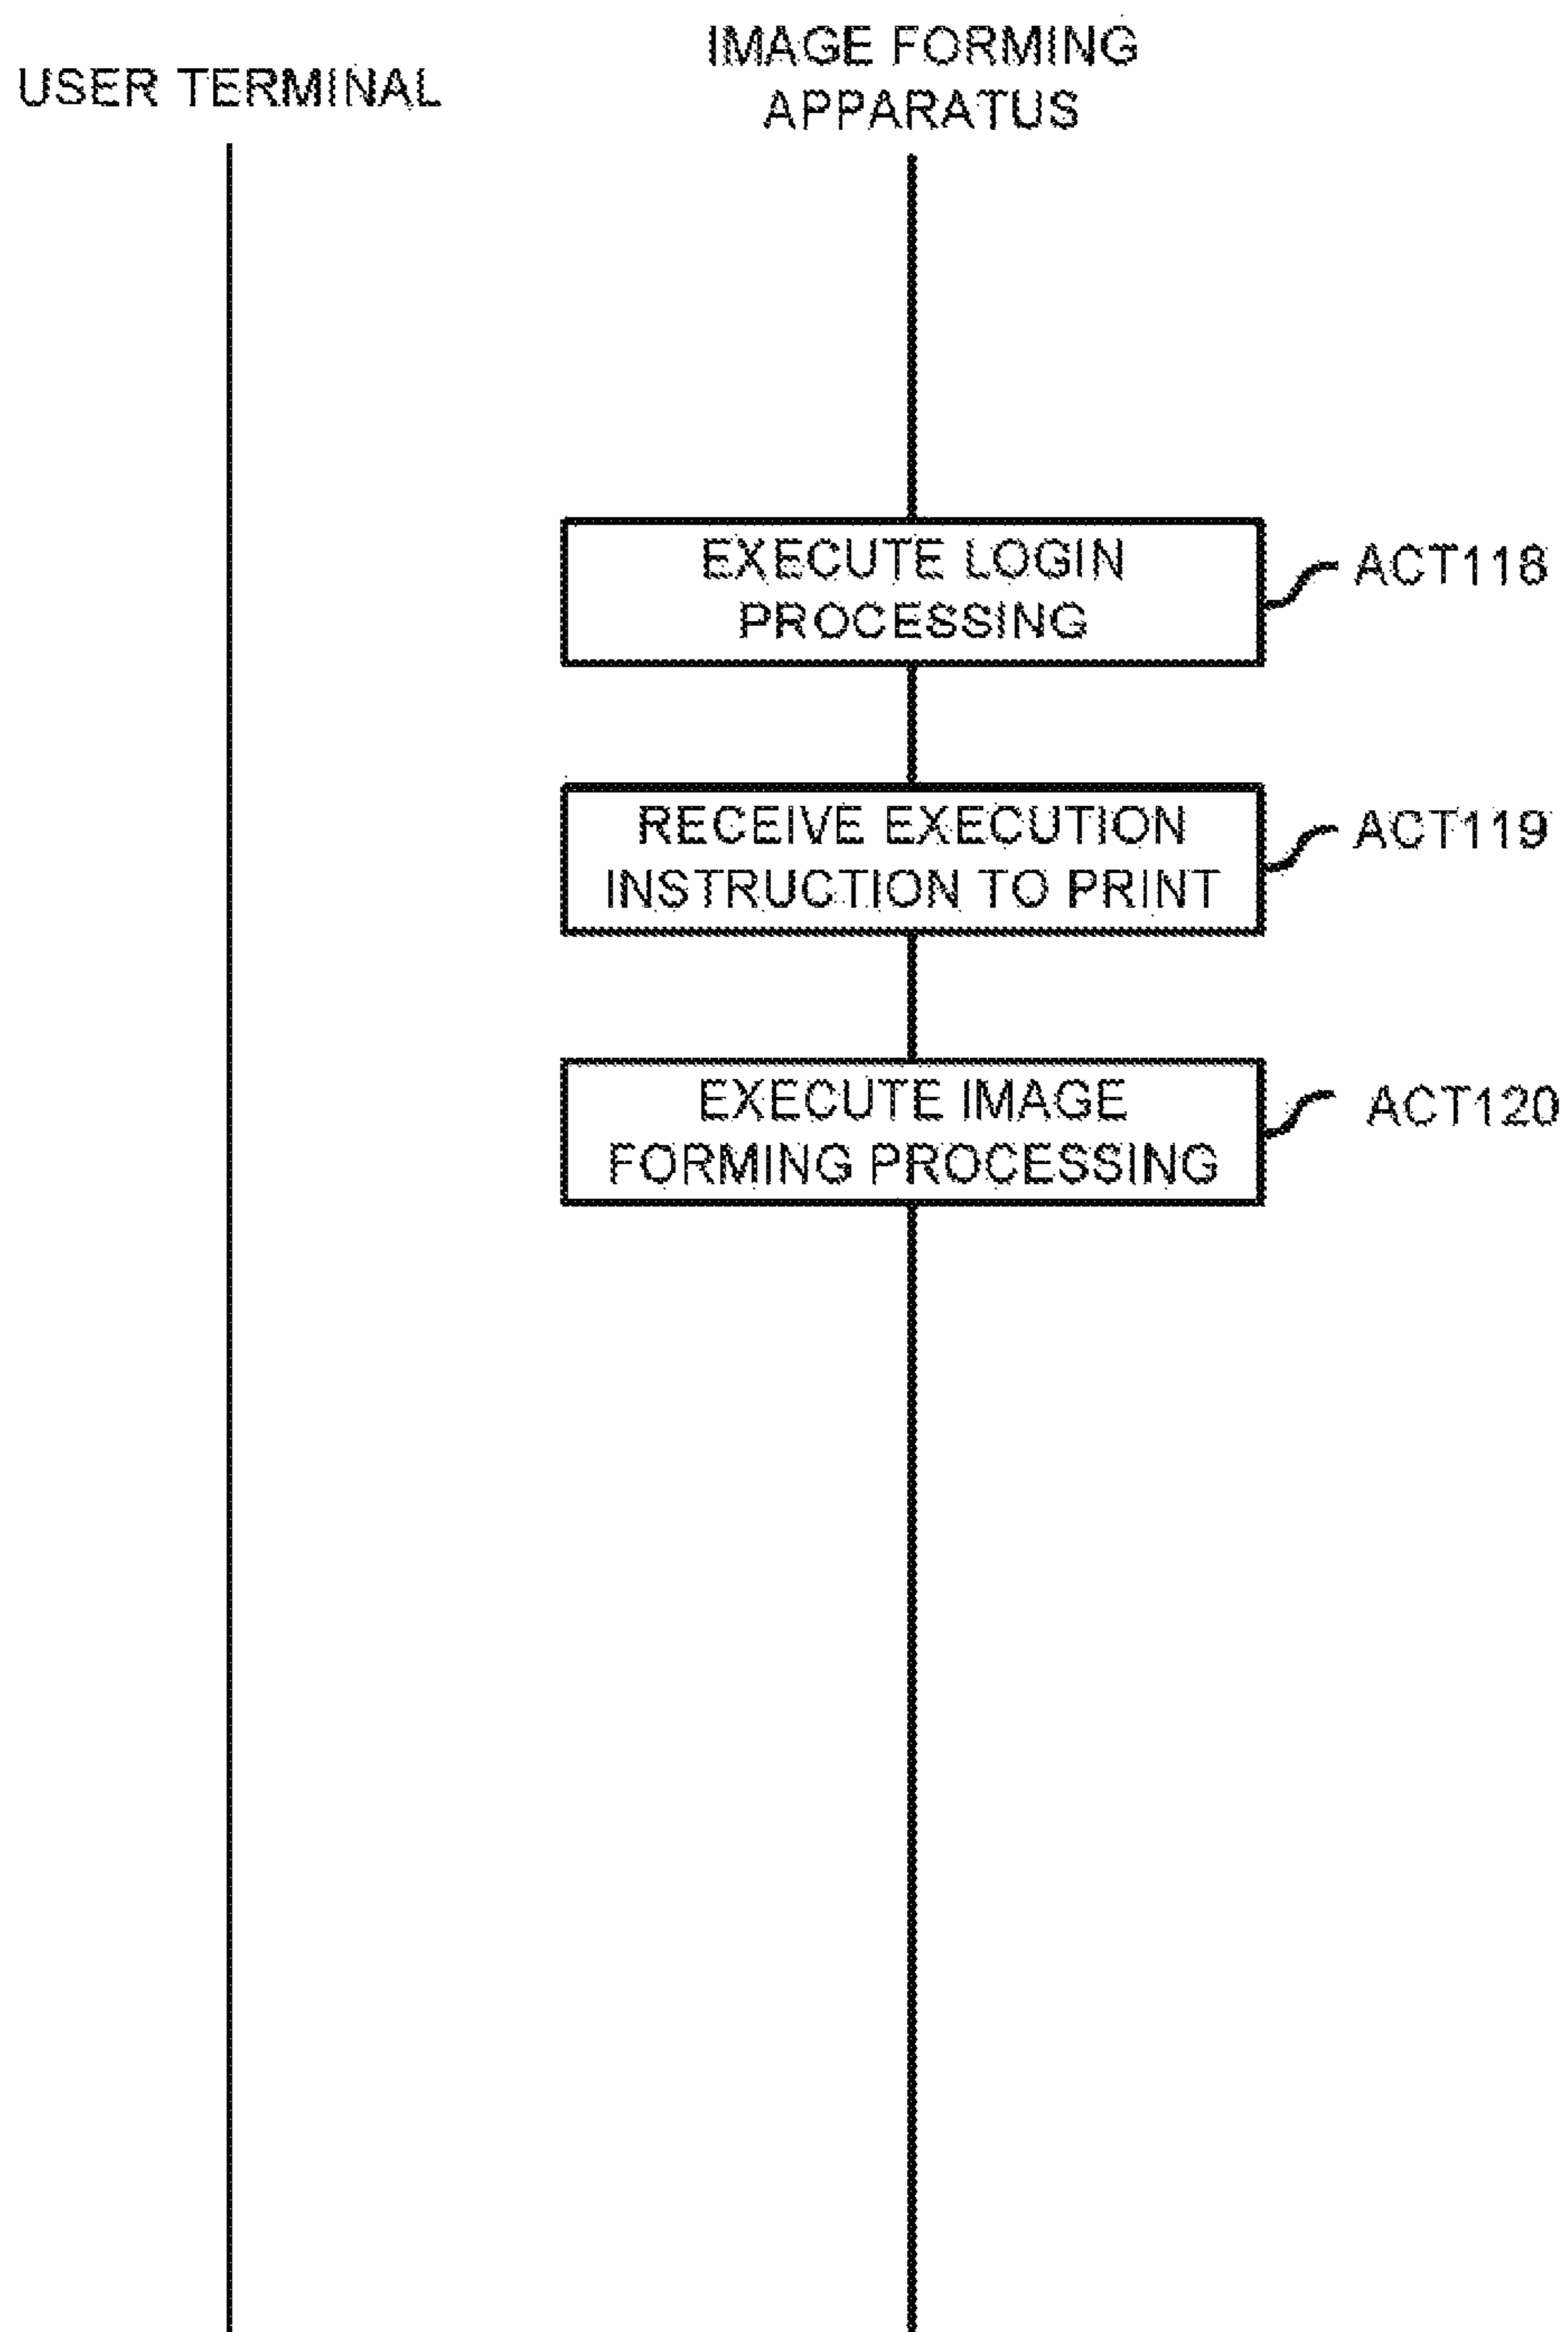 USER TERMINAL
IMAGE FORMING
APPARATUS
EXECUTE LOGIN
PROCESSING
ACT118
RECEIVE EXECUTION
INSTRUCTION TO PRINT
ACT119
EXECUTE IMAGE
FORMING PROCESSING
ACT120